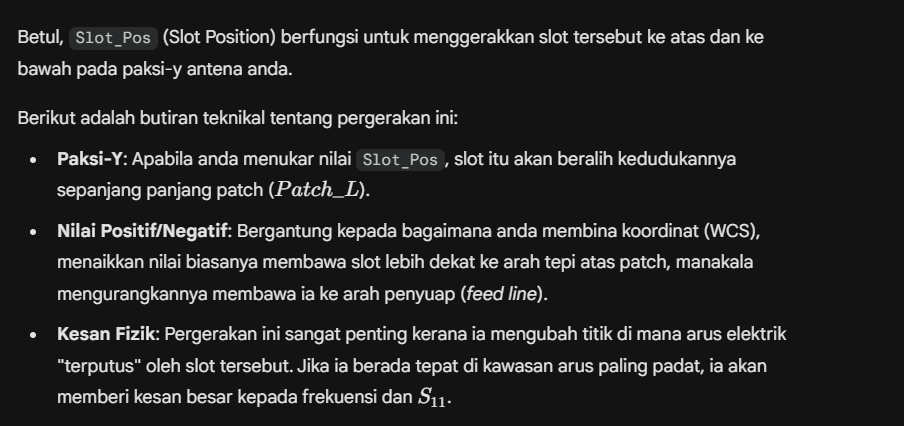 Betul, Slot_Pos (Slot Position) berfungsi untuk menggerakkan slot tersebut ke atas dan ke
bawah pada paksi-y antena anda.
Berikut adalah butiran teknikal tentang pergerakan ini:
• Paksi-Y: Apabila anda menukar nilai Slot_Pos, slot itu akan beralih kedudukannya
sepanjang panjang patch (Patch_L).
• Nilai Positif/Negatif: Bergantung kepada bagaimana anda membina koordinat (WCS),
menaikkan nilai biasanya membawa slot lebih dekat ke arah tepi atas patch, manakala
mengurangkannya membawa ia ke arah penyuap (feed line).
• Kesan Fizik: Pergerakan ini sangat penting kerana ia mengubah titik di mana arus elektrik
"terputus" oleh slot tersebut. Jika ia berada tepat di kawasan arus paling padat, ia akan
memberi kesan besar kepada frekuensi dan S₁₁.